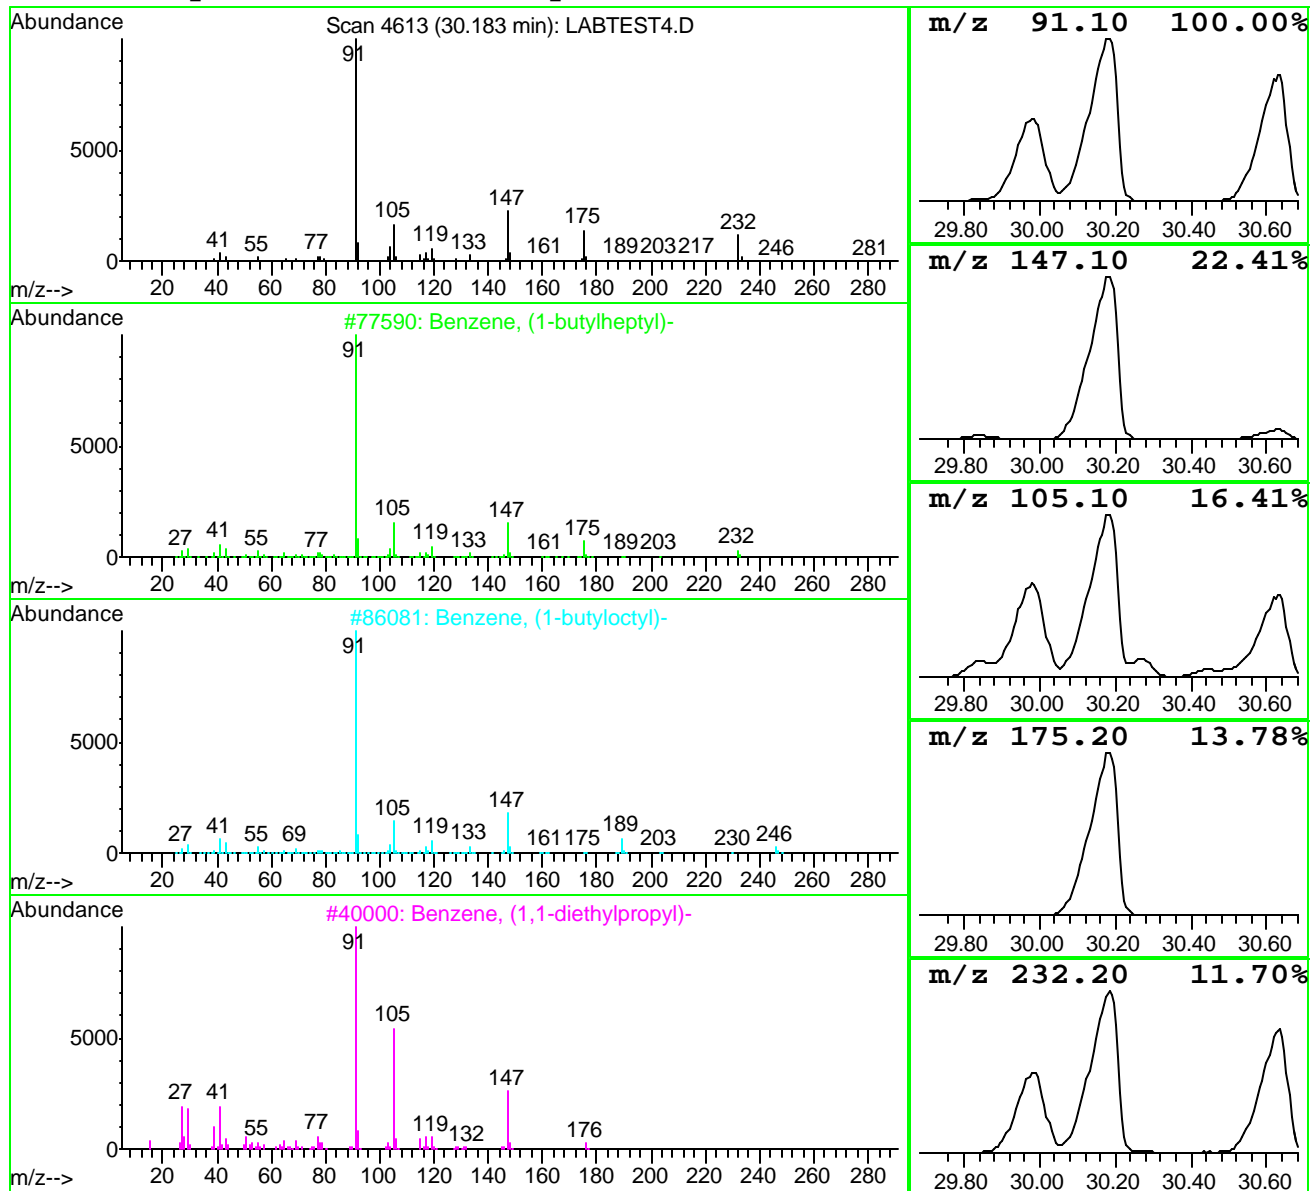 Abundance
Scan 4613 (30.183 min): LABTEST4.D
91
5000
147
105
175
232
119
41
55
77
133
161
189 203 217
246
281
0
20 40 60 80 100 120 140 160 180 200 220 240 260 280
m/z-->
Abundance
#77590: Benzene, (1-butylheptyl)-
91
5000
105
147
27 41 55 77
119 133
161 175 189 203
232
0
20 40 60 80 100 120 140 160 180 200 220 240 260 280
m/z-->
Abundance
#86081: Benzene, (1-butyloctyl)-
91
5000
105
147
27 41 55 69
119 133
161 175 189 203
230 246
0
20 40 60 80 100 120 140 160 180 200 220 240 260 280
m/z-->
Abundance
#40000: Benzene, (1,1-diethylpropyl)-
91
5000
105
147
27 41
55
77
119 132
176
0
20 40 60 80 100 120 140 160 180 200 220 240 260 280
m/z-->
m/z 91.10 100.00%
29.80 30.00 30.20 30.40 30.60
m/z 147.10 22.41%
29.80 30.00 30.20 30.40 30.60
m/z 105.10 16.41%
29.80 30.00 30.20 30.40 30.60
m/z 175.20 13.78%
29.80 30.00 30.20 30.40 30.60
m/z 232.20 11.70%
29.80 30.00 30.20 30.40 30.60